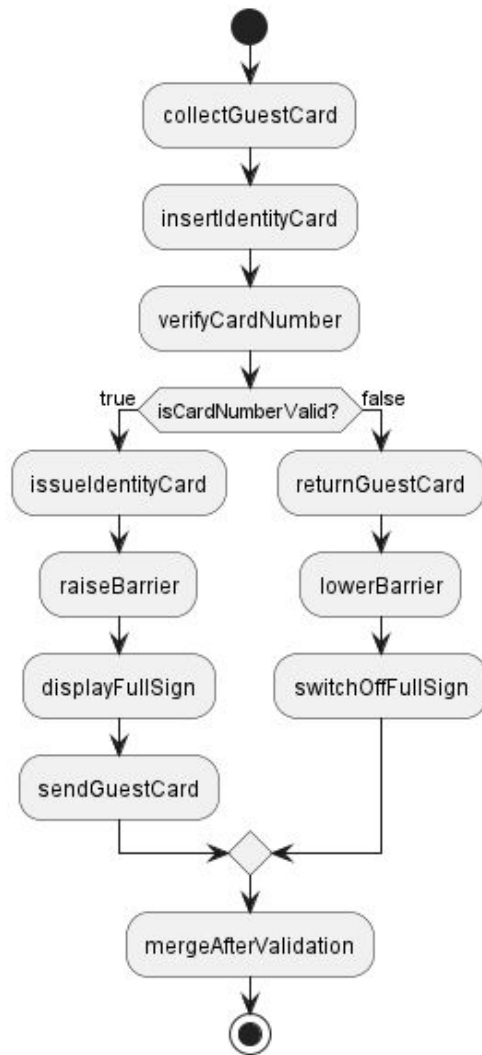 collectGuestCard
insertIdentityCard
verifyCardNumber
true
isCardNumberValid?
false
issueIdentityCard
returnGuestCard
raiseBarrier
lowerBarrier
displayFullSign
switchOffFullSign
sendGuestCard
mergeAfterValidation